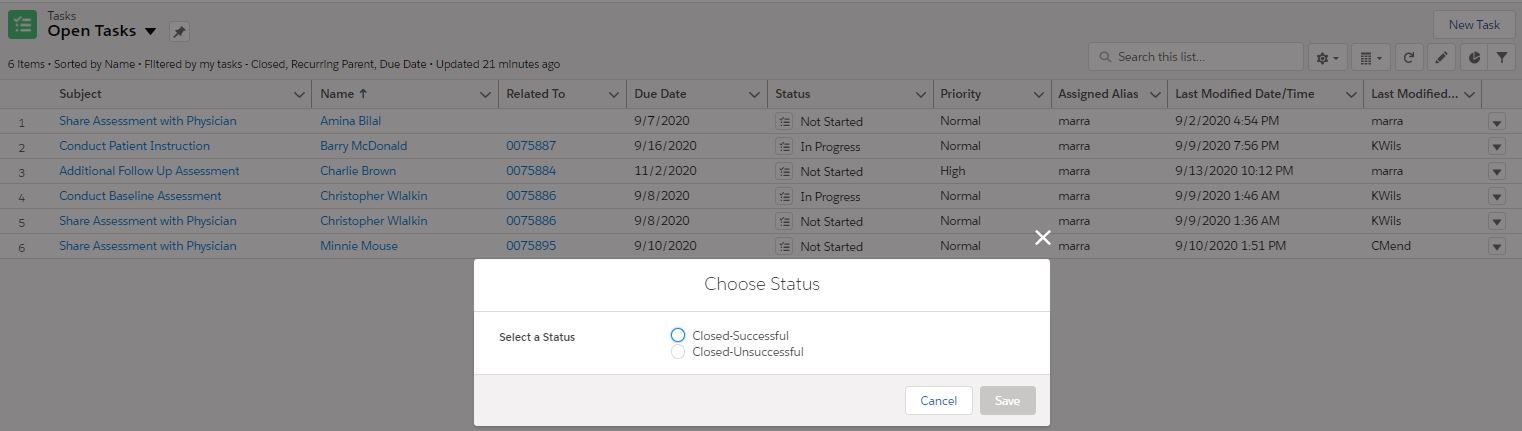 Tasks
Open Tasks
New Task
6 items • Sorted by Name • Filtered by my tasks - Closed, Recurring Parent, Due Date • Updated 21 minutes ago
Search this list...
Subject Name ↑ Related To Due Date Status Priority Assigned Alias Last Modified Date/Time Last Modified...
1 Share Assessment with Physician Amina Bilal 9/7/2020 Not Started Normal marra 9/2/2020 4:54 PM marra
2 Conduct Patient Instruction Barry McDonald 0075887 9/16/2020 In Progress Normal marra 9/9/2020 7:56 PM KWils
3 Additional Follow Up Assessment Charlie Brown 0075884 11/2/2020 Not Started High marra 9/13/2020 10:12 PM marra
4 Conduct Baseline Assessment Christopher Wlalkin 0075886 9/8/2020 In Progress Normal marra 9/9/2020 1:46 AM KWils
5 Share Assessment with Physician Christopher Wlalkin 0075886 9/8/2020 Not Started Normal marra 9/9/2020 1:36 AM KWils
6 Share Assessment with Physician Minnie Mouse 0075895 9/10/2020 Not Started Normal marra 9/10/2020 1:51 PM CMend
Choose Status
Select a Status Closed-Successful
Closed-Unsuccessful
Cancel Save